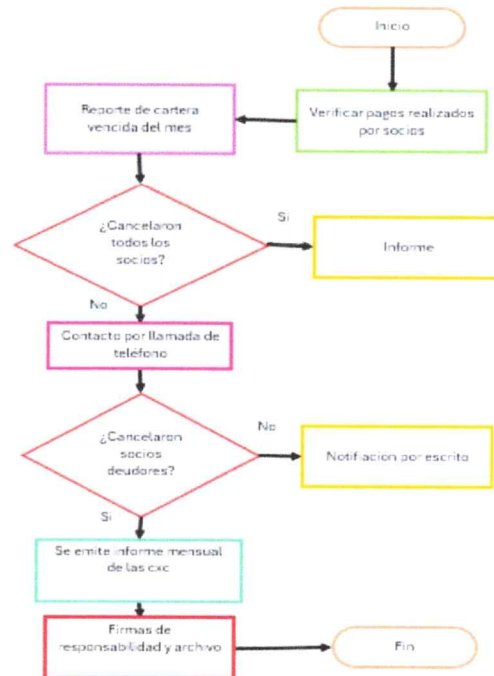 Inicio
Reporte de cartera
vencida del mes
Verificar pagos realizados
por socios
¿Cancelaron
todos los
socios?
Si
Informe
No
Contacto por llamada de
teléfono
¿Cancelaron
socios
deudores?
No
Notifiacion por escrito
Si
Se emite informe mensual
de las cxc
Firmas de
responsabilidad y archivo
Fin